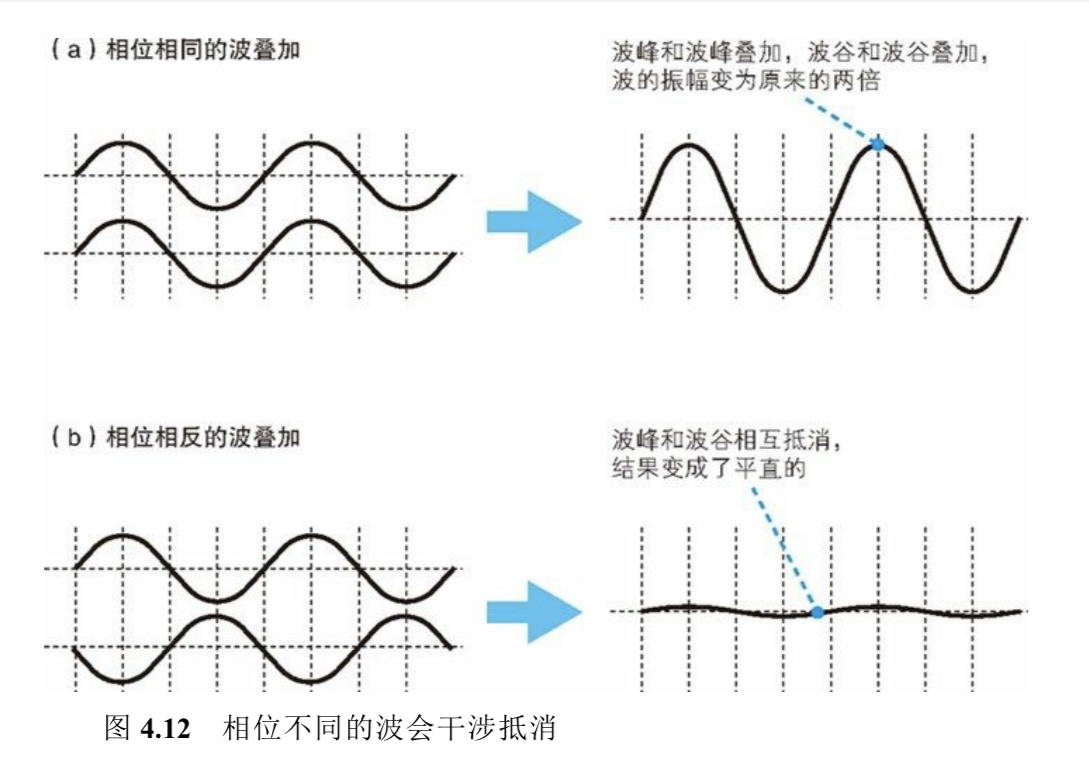 （a）相位相同的波叠加
波峰和波峰叠加，波谷和波谷叠加，
波的振幅变为原来的两倍
（b）相位相反的波叠加
波峰和波谷相互抵消，
结果变成了平直的
图 4.12　相位不同的波会干涉抵消